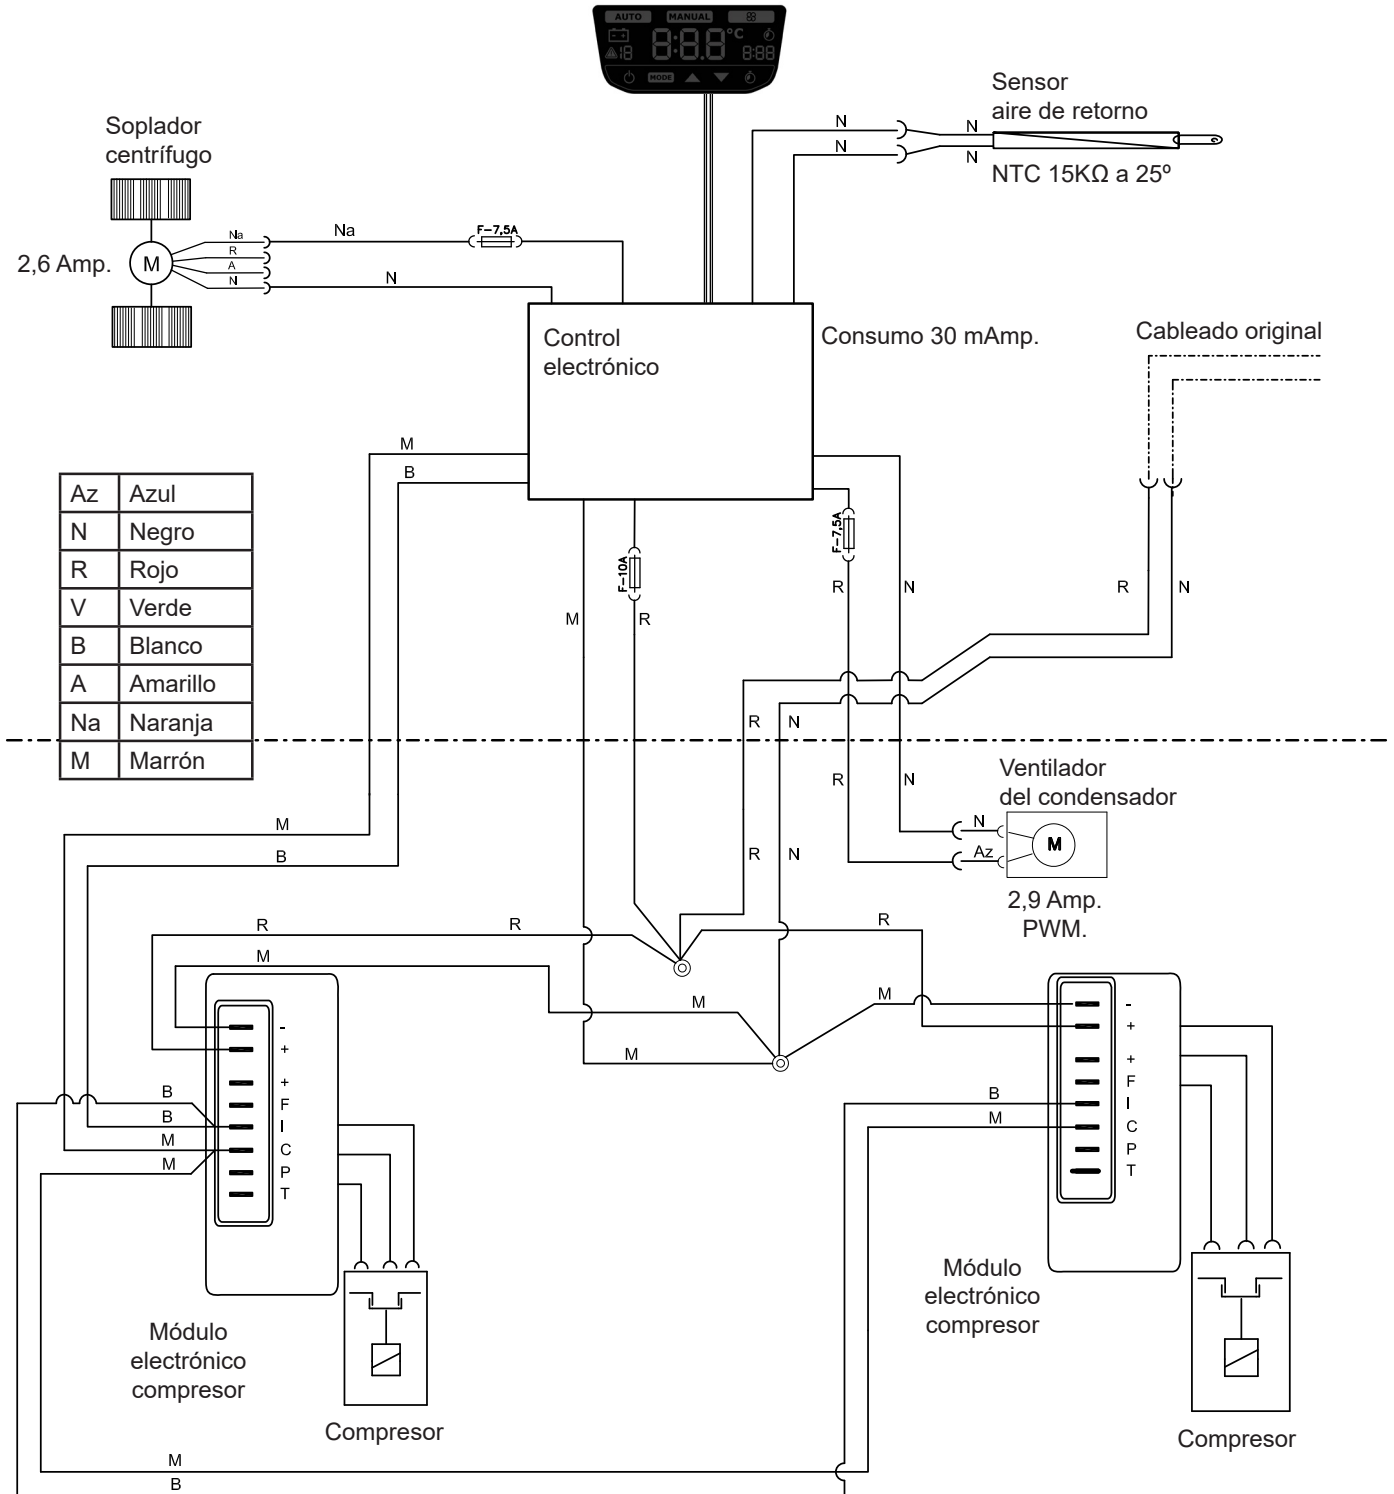 AUTO MANUAL 88
8:8.8 °C
18 8:88
MODE
Sensor
aire de retorno
N
N
N
N
NTC 15KΩ a 25º
Soplador
centrífugo
2,6 Amp.
M
Na
R
A
N
Na
F-7,5A
N
Control
electrónico
Consumo 30 mAmp.
Cableado original
M
B
Az Azul
N Negro
R Rojo
V Verde
B Blanco
A Amarillo
Na Naranja
M Marrón
F-10A
F-7,5A
M
R
R
N
R
N
R
N
R
N
Ventilador
del condensador
N
Az
M
2,9 Amp.
PWM.
M
B
R
N
R
R
R
M
M
M
M
-
+
+
F
I
C
P
T
B
B
M
M
-
+
+
F
I
C
P
T
B
M
Módulo
electrónico
compresor
Compresor
Módulo
electrónico
compresor
Compresor
M
B